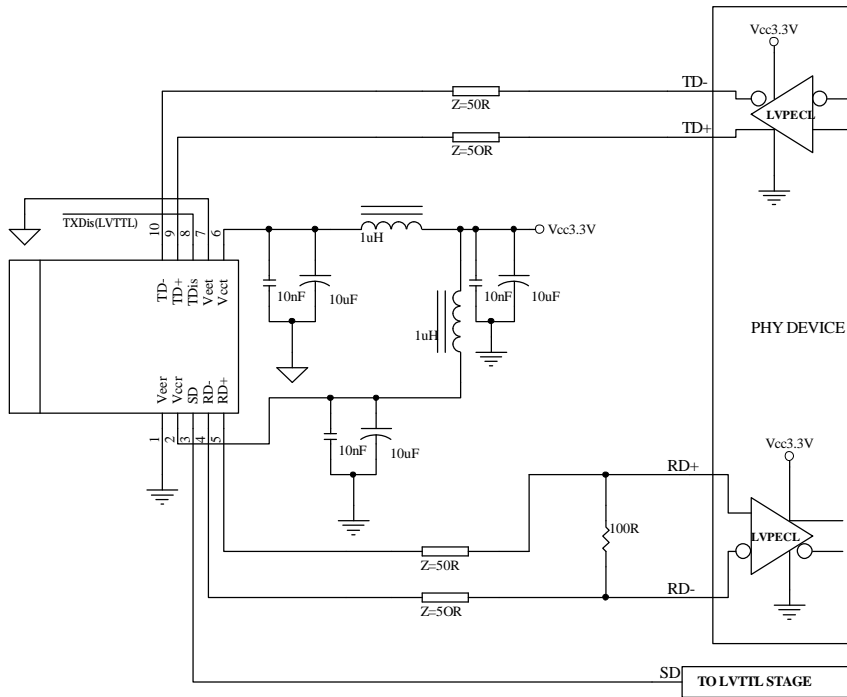 Vcc3.3V
TD-
Z=50R
LVPECL
TD+
Z=5OR
TXDis(LVTTL)
10 9 8 7 6
TD- TD+ TDis Veet Vcct
1uH
Vcc3.3V
10nF 10uF
10nF 10uF
1uH
PHY DEVICE
Veer Vccr SD RD- RD+
1 2 3 4 5
10nF 10uF
Vcc3.3V
RD+
100R
LVPECL
Z=50R
RD-
Z=5OR
SD
TO LVTTL STAGE